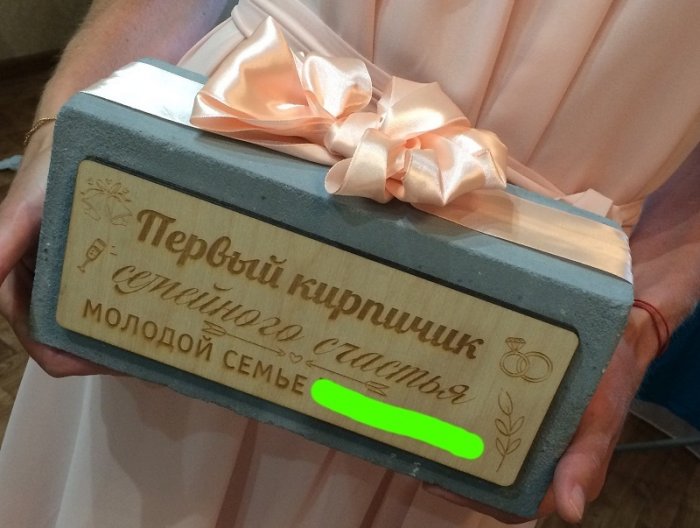 Первый кирпичик
семейного счастья
МОЛОДОЙ СЕМЬЕ